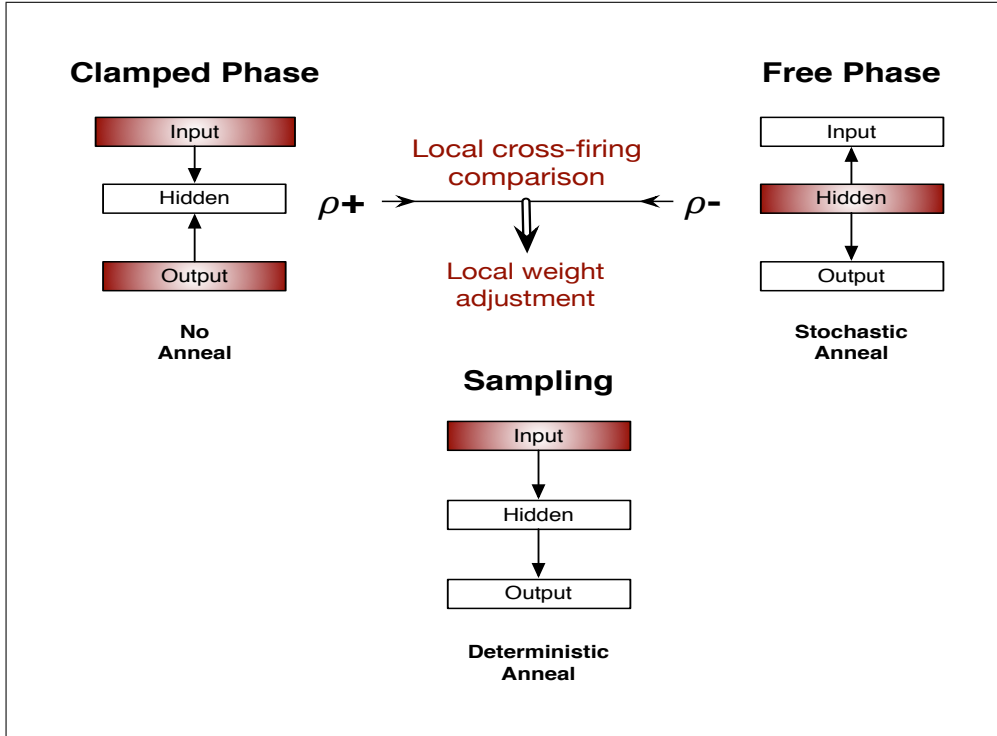 Clamped Phase
Input
Hidden
Output
No
Anneal
ρ+
Local cross-firing
comparison
ρ-
Local weight
adjustment
Free Phase
Input
Hidden
Output
Stochastic
Anneal
Sampling
Input
Hidden
Output
Deterministic
Anneal